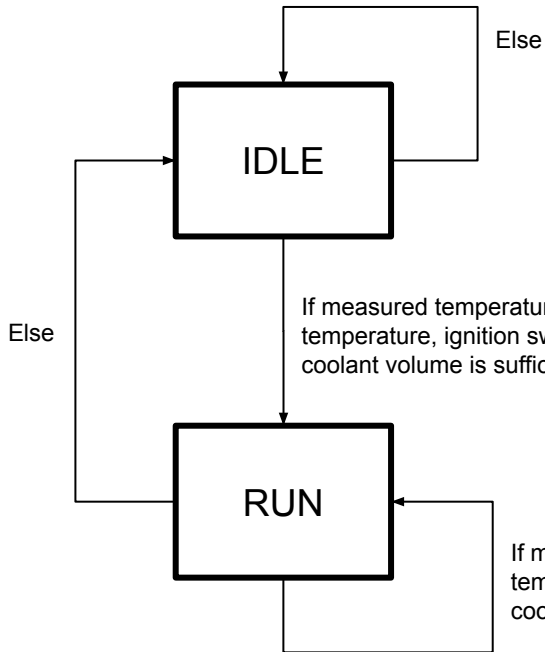 Else
IDLE
If measured temperatur
temperature, ignition sw
coolant volume is suffic
Else
RUN
If m
tem
coo